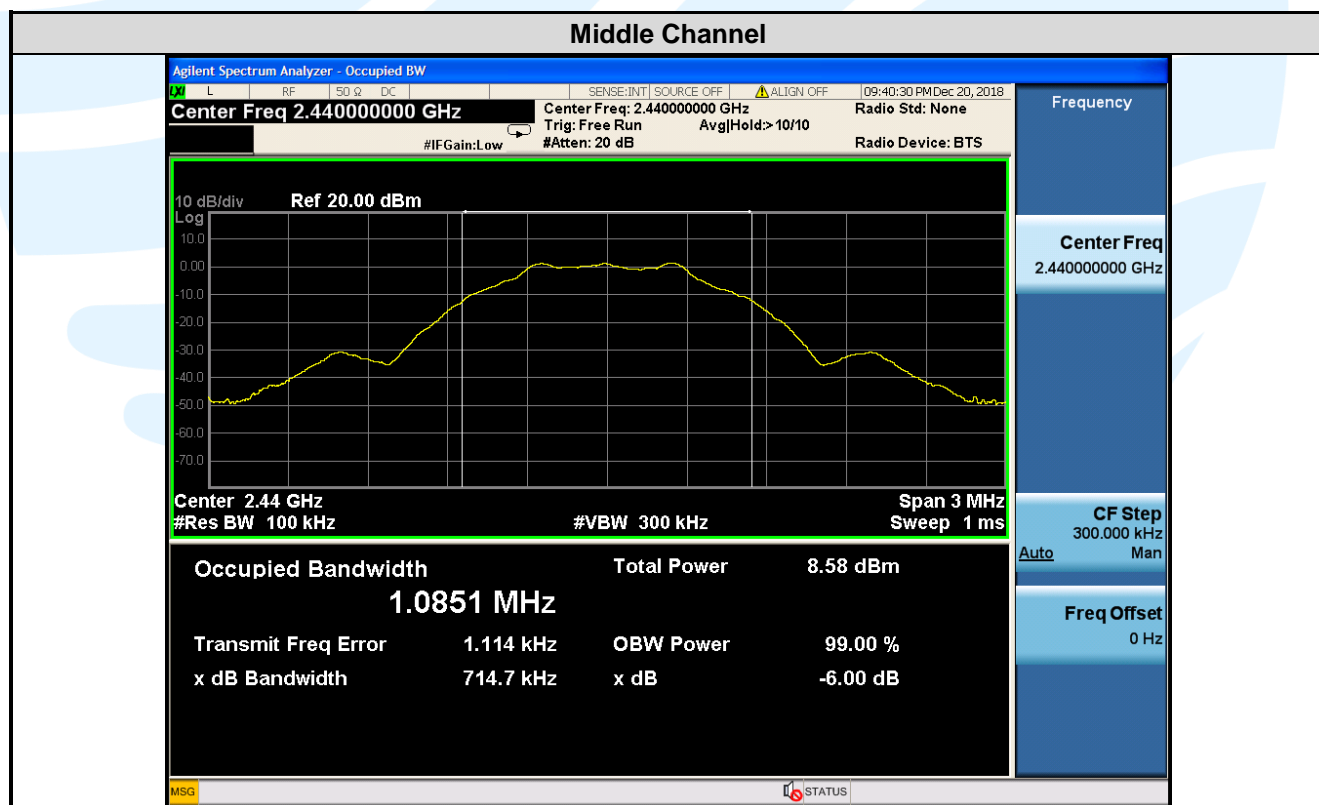 Middle Channel
Agilent Spectrum Analyzer - Occupied BW
LXI L RF 50 Ω DC SENSE:INT SOURCE OFF ALIGN OFF 09:40:30 PM Dec 20, 2018
Center Freq 2.440000000 GHz
Center Freq: 2.440000000 GHz Radio Std: None
Trig: Free Run Avg|Hold:> 10/10
#IFGain:Low #Atten: 20 dB Radio Device: BTS
10 dB/div Ref 20.00 dBm
Log
10.0
0.00
-10.0
-20.0
-30.0
-40.0
-50.0
-60.0
-70.0
Center 2.44 GHz Span 3 MHz
#Res BW 100 kHz #VBW 300 kHz Sweep 1 ms
Occupied Bandwidth Total Power 8.58 dBm
1.0851 MHz
Transmit Freq Error 1.114 kHz OBW Power 99.00 %
x dB Bandwidth 714.7 kHz x dB -6.00 dB
Frequency
Center Freq
2.440000000 GHz
CF Step
300.000 kHz
Auto Man
Freq Offset
0 Hz
MSG STATUS